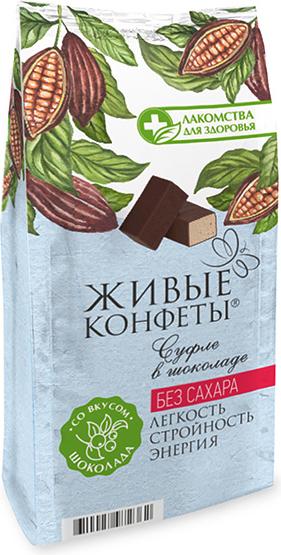 ЛАКОМСТВА
ДЛЯ ЗДОРОВЬЯ
ЖИВЫЕ
КОНФЕТЫ®
Суфле
в шоколаде
БЕЗ САХАРА
ЛЕГКОСТЬ
СТРОЙНОСТЬ
ЭНЕРГИЯ
СО ВКУСОМ
ШОКОЛАДА